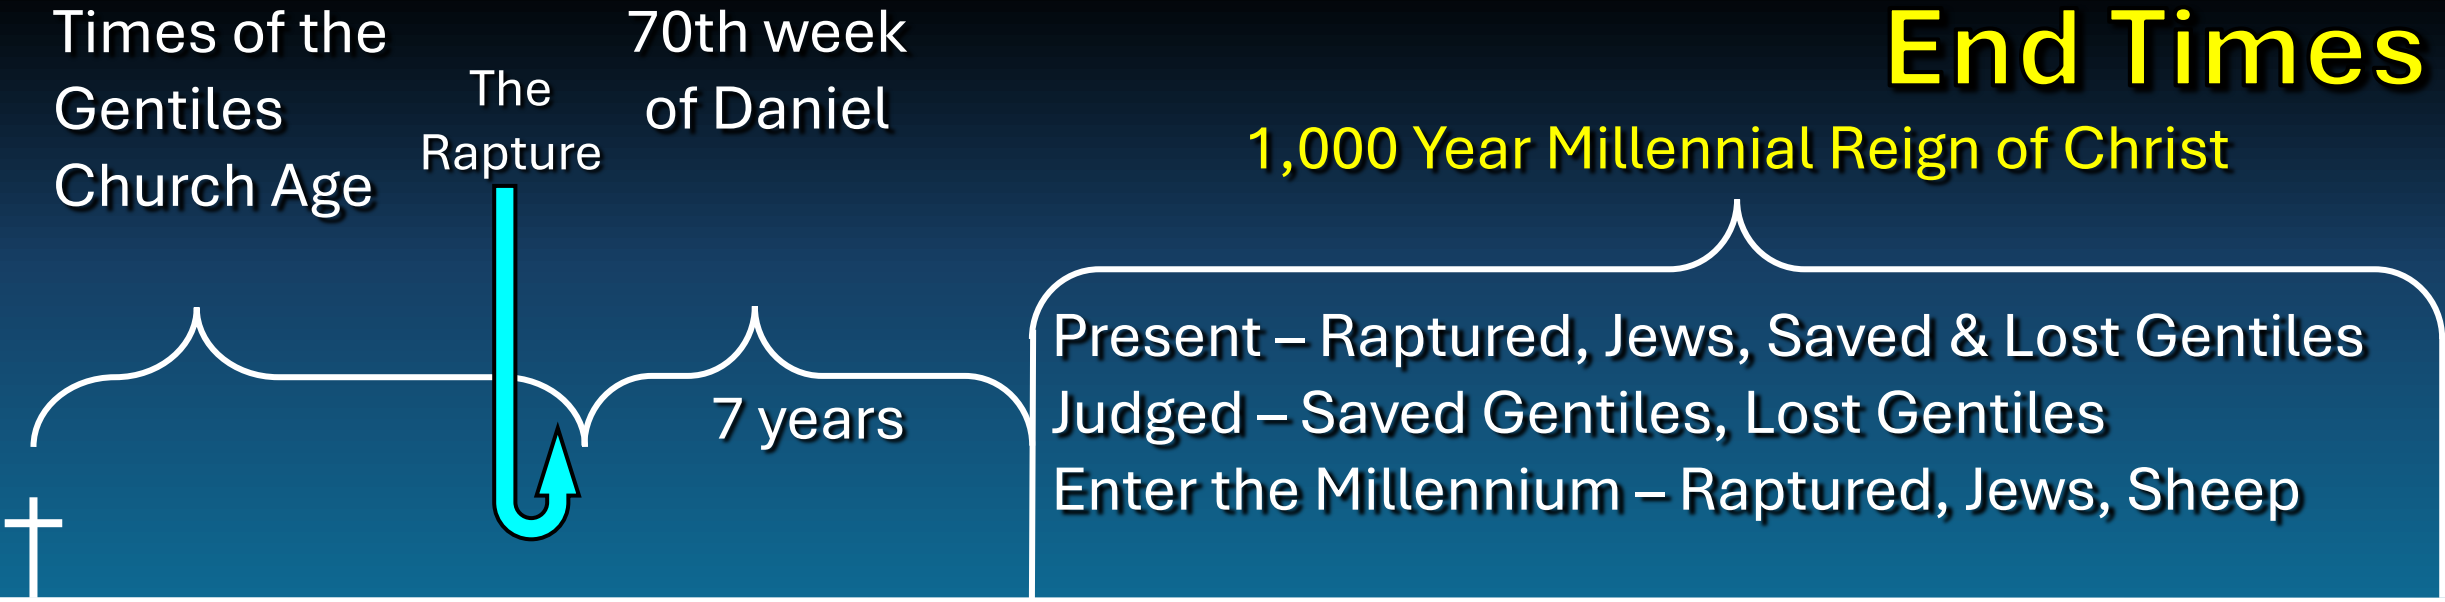 Times of the
Gentiles
Church Age
The
Rapture
70th week
of Daniel
7 years
End Times
1,000 Year Millennial Reign of Christ
Present – Raptured, Jews, Saved & Lost Gentiles
Judged – Saved Gentiles, Lost Gentiles
Enter the Millennium – Raptured, Jews, Sheep